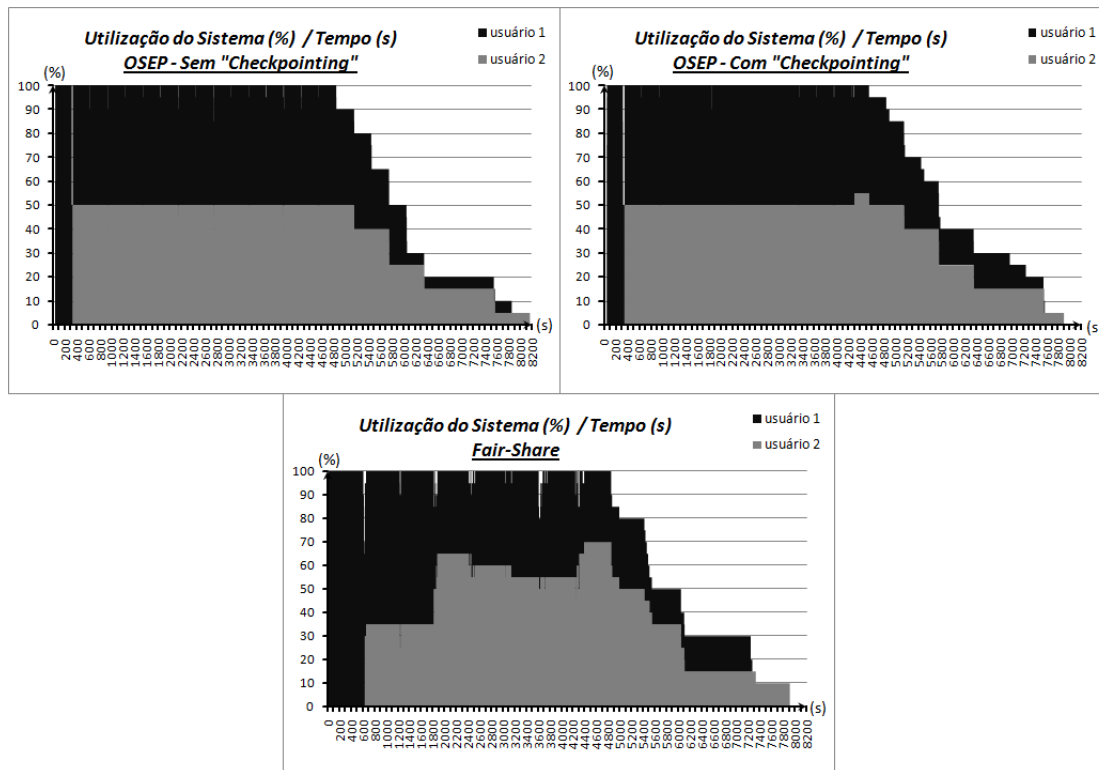 Utilização do Sistema (%) / Tempo (s)
OSEP - Sem "Checkpointing"
usuário 1
usuário 2
(%)
100
90
80
70
60
50
40
30
20
10
0
(s)
0 200 400 600 800 1000 1200 1400 1600 1800 2000 2200 2400 2600 2800 3000 3200 3400 3600 3800 4000 4200 4400 4600 4800 5000 5200 5400 5600 5800 6000 6200 6400 6600 6800 7000 7200 7400 7600 7800 8000 8200
Utilização do Sistema (%) / Tempo (s)
OSEP - Com "Checkpointing"
usuário 1
usuário 2
(%)
100
90
80
70
60
50
40
30
20
10
0
(s)
0 200 400 600 800 1000 1200 1400 1600 1800 2000 2200 2400 2600 2800 3000 3200 3400 3600 3800 4000 4200 4400 4600 4800 5000 5200 5400 5600 5800 6000 6200 6400 6600 6800 7000 7200 7400 7600 7800 8000 8200
Utilização do Sistema (%) / Tempo (s)
Fair-Share
usuário 1
usuário 2
(%)
100
90
80
70
60
50
40
30
20
10
0
(s)
0 200 400 600 800 1000 1200 1400 1600 1800 2000 2200 2400 2600 2800 3000 3200 3400 3600 3800 4000 4200 4400 4600 4800 5000 5200 5400 5600 5800 6000 6200 6400 6600 6800 7000 7200 7400 7600 7800 8000 8200